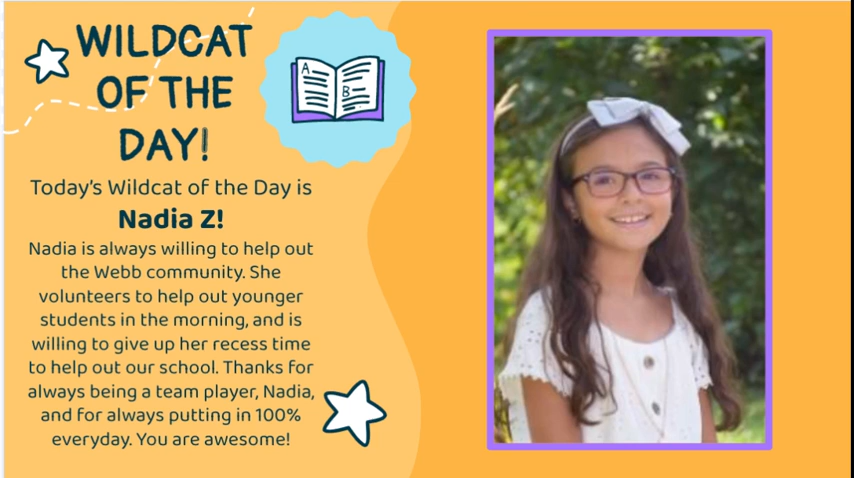 WILDCAT
OF THE
DAY!
A
B
Today's Wildcat of the Day is
Nadia Z!
Nadia is always willing to help out
the Webb community. She
volunteers to help out younger
students in the morning, and is
willing to give up her recess time
to help out our school. Thanks for
always being a team player, Nadia,
and for always putting in 100%
everyday. You are awesome!